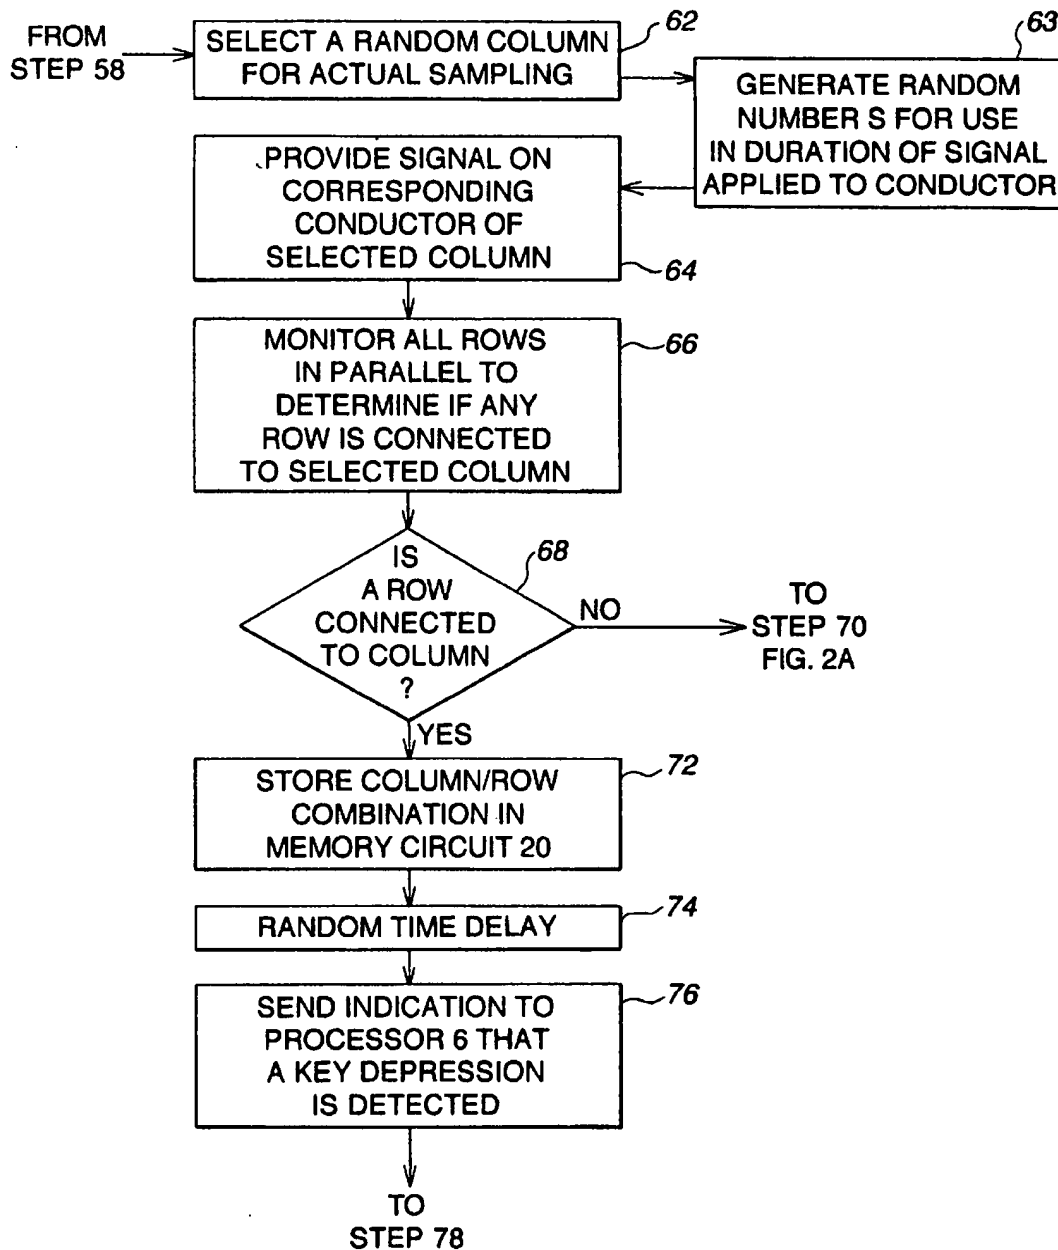 FROM
STEP 58
SELECT A RANDOM COLUMN
FOR ACTUAL SAMPLING
62
63
GENERATE RANDOM
NUMBER S FOR USE
IN DURATION OF SIGNAL
APPLIED TO CONDUCTOR
PROVIDE SIGNAL ON
CORRESPONDING
CONDUCTOR OF
SELECTED COLUMN
64
MONITOR ALL ROWS
IN PARALLEL TO
DETERMINE IF ANY
ROW IS CONNECTED
TO SELECTED COLUMN
66
IS
A ROW
CONNECTED
TO COLUMN
?
68
NO
TO
STEP 70
FIG. 2A
YES
STORE COLUMN/ROW
COMBINATION IN
MEMORY CIRCUIT 20
72
RANDOM TIME DELAY
74
SEND INDICATION TO
PROCESSOR 6 THAT
A KEY DEPRESSION
IS DETECTED
76
TO
STEP 78